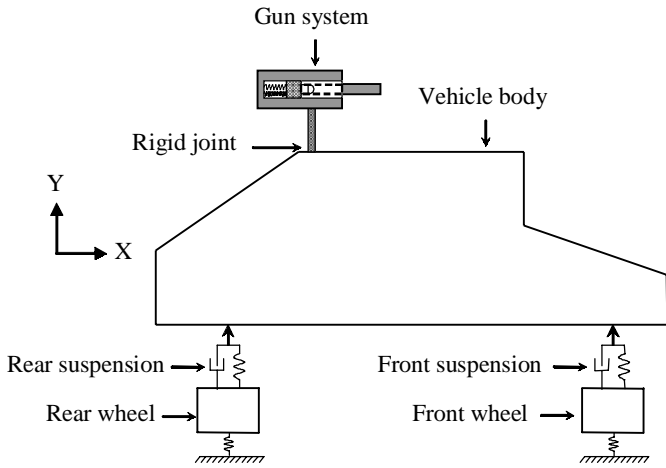 Gun system
Vehicle body
Rigid joint
Y
X
Rear suspension
Front suspension
Rear wheel
Front wheel